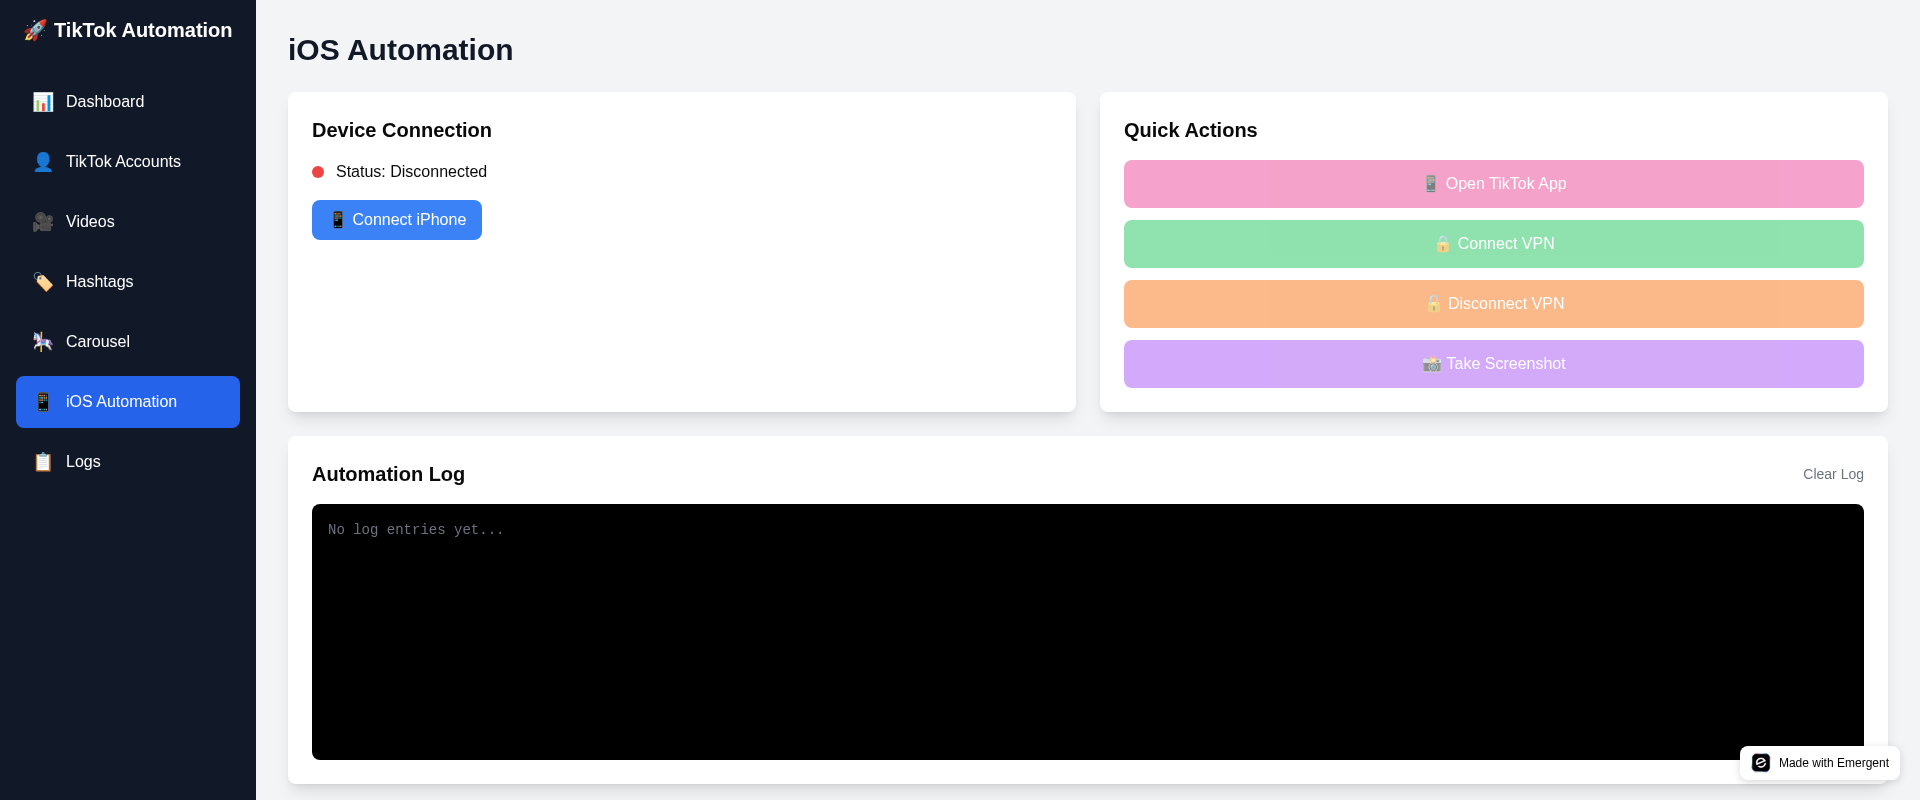 🚀 TikTok Automation
📊 Dashboard
👤 TikTok Accounts
🎥 Videos
🏷️ Hashtags
🎠 Carousel
📱 iOS Automation
📋 Logs
iOS Automation
Device Connection
Status: Disconnected
📱 Connect iPhone
Quick Actions
📱 Open TikTok App
🔒 Connect VPN
🔓 Disconnect VPN
📸 Take Screenshot
Automation Log
Clear Log
No log entries yet...
Made with Emergent